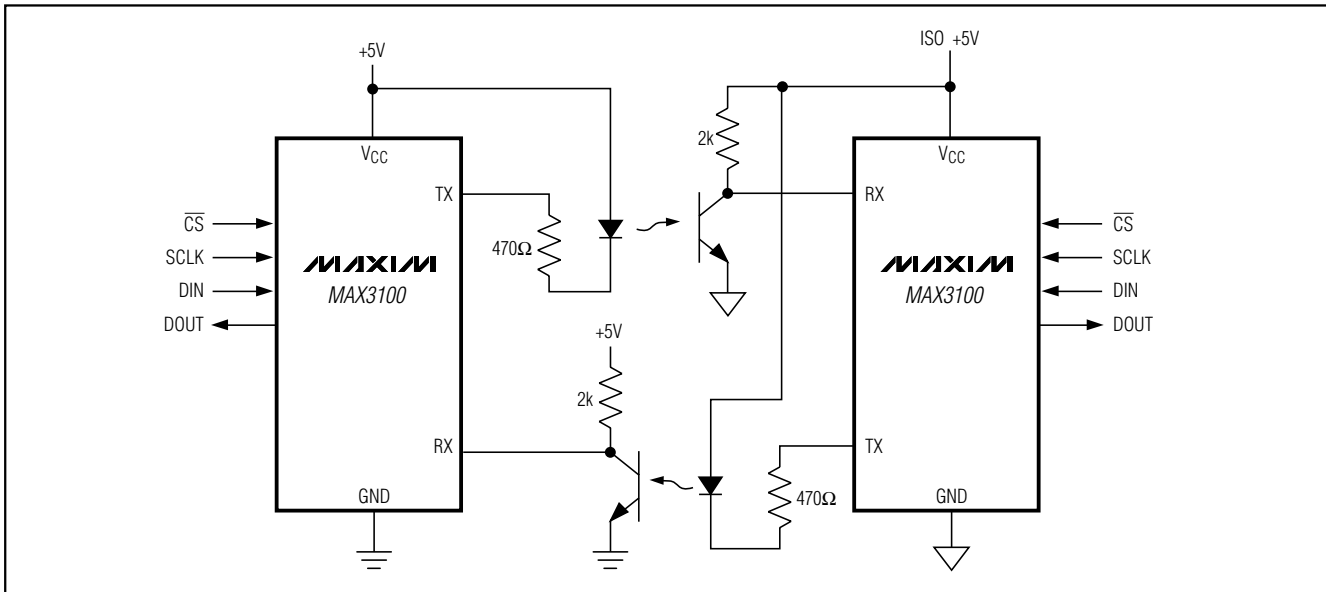 +5V
ISO +5V
VCC
TX
470Ω
2k
VCC
RX
CS
SCLK
DIN
DOUT
MAXIM
MAX3100
MAXIM
MAX3100
CS
SCLK
DIN
DOUT
+5V
2k
RX
GND
TX
470Ω
GND